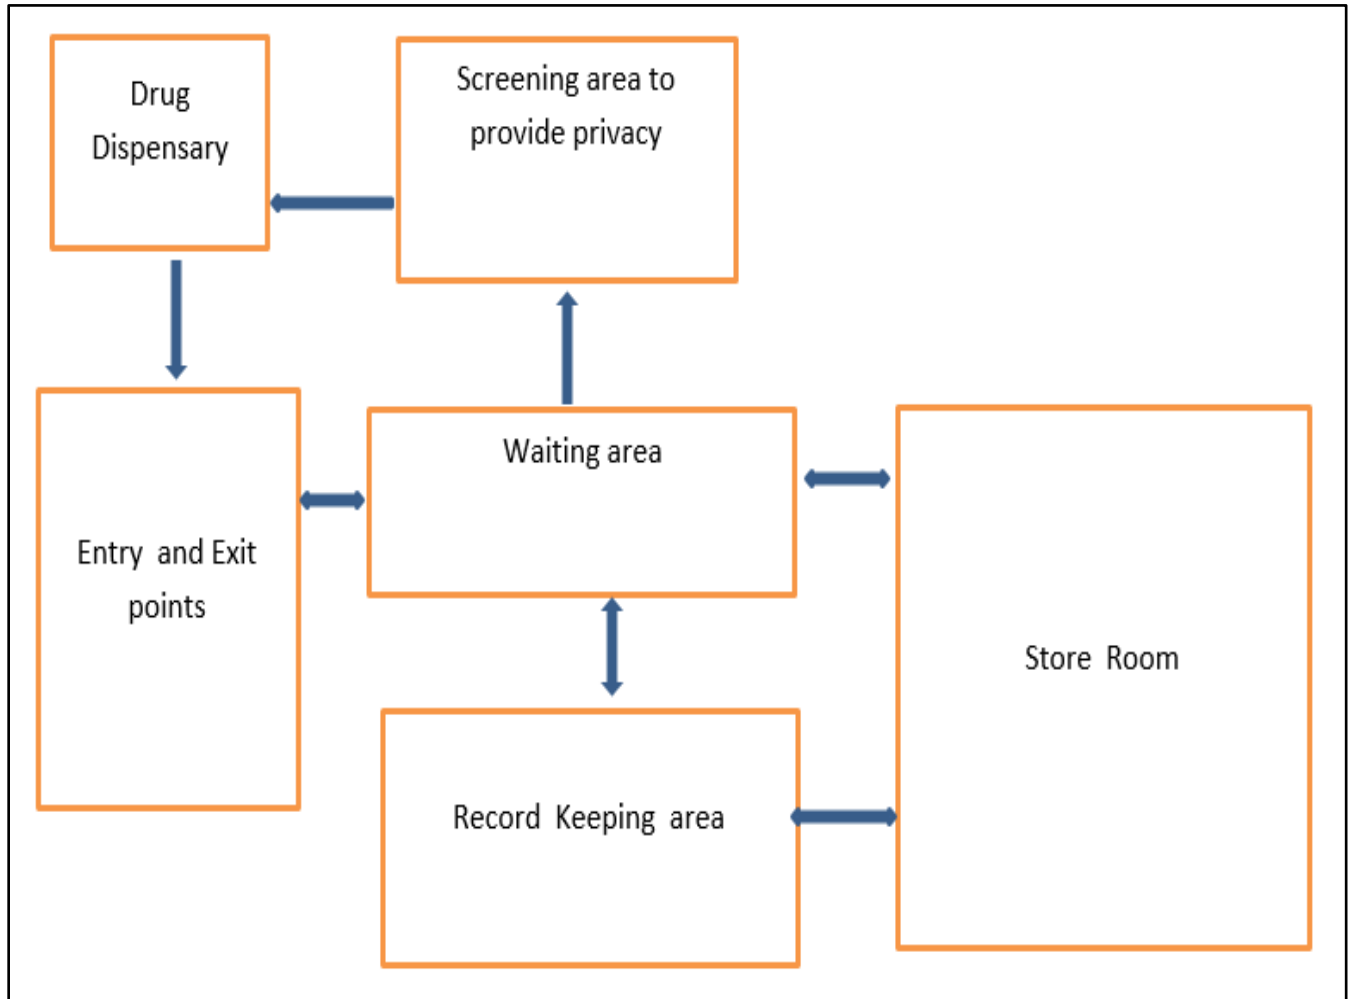 Drug
Dispensary
Screening area to
provide privacy
Waiting area
Entry and Exit
points
Store Room
Record Keeping area